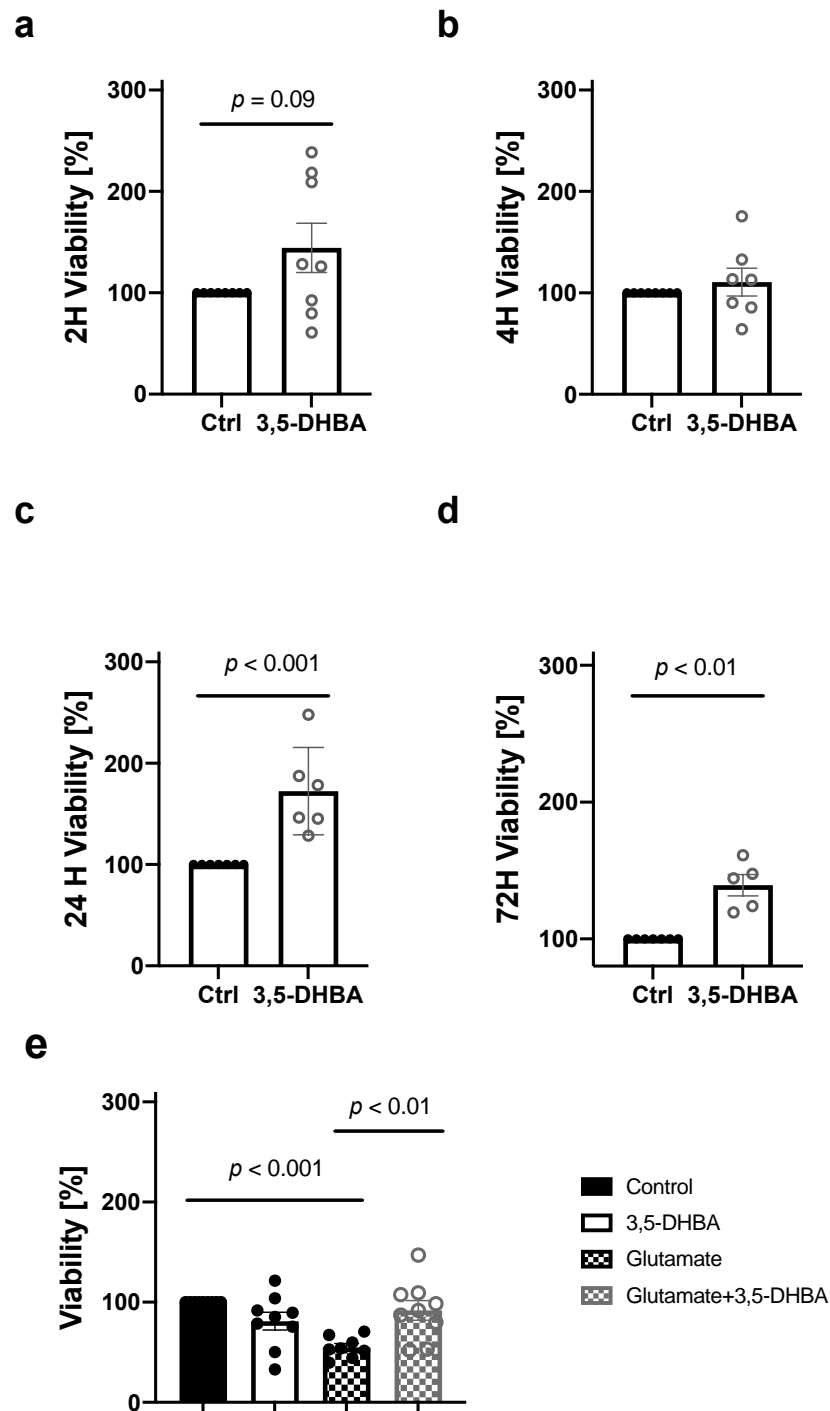 a
b
300
200
100
0
2H Viability [%]
p = 0.09
Ctrl 3,5-DHBA
300
200
100
0
4H Viability [%]
Ctrl 3,5-DHBA
c
d
300
200
100
0
24 H Viability [%]
p < 0.001
Ctrl 3,5-DHBA
300
200
100
72H Viability [%]
p < 0.01
Ctrl 3,5-DHBA
e
300
200
100
0
Viability [%]
p < 0.01
p < 0.001
Control
3,5-DHBA
Glutamate
Glutamate+3,5-DHBA